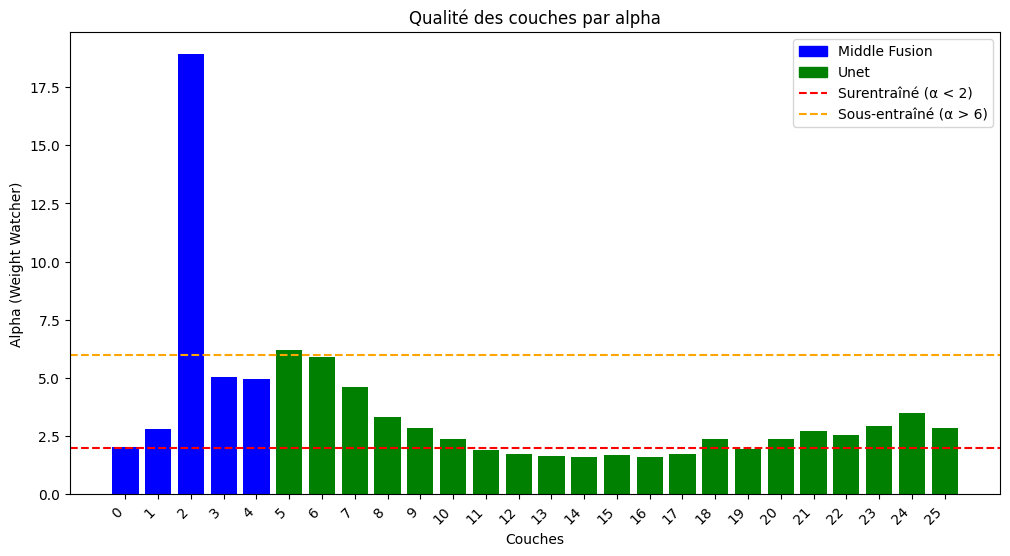 Qualité des couches par alpha
Middle Fusion
Unet
Surentraîné (α < 2)
Sous-entraîné (α > 6)
Alpha (Weight Watcher)
17.5
15.0
12.5
10.0
7.5
5.0
2.5
0.0
0 1 2 3 4 5 6 7 8 9 10 11 12 13 14 15 16 17 18 19 20 21 22 23 24 25
Couches